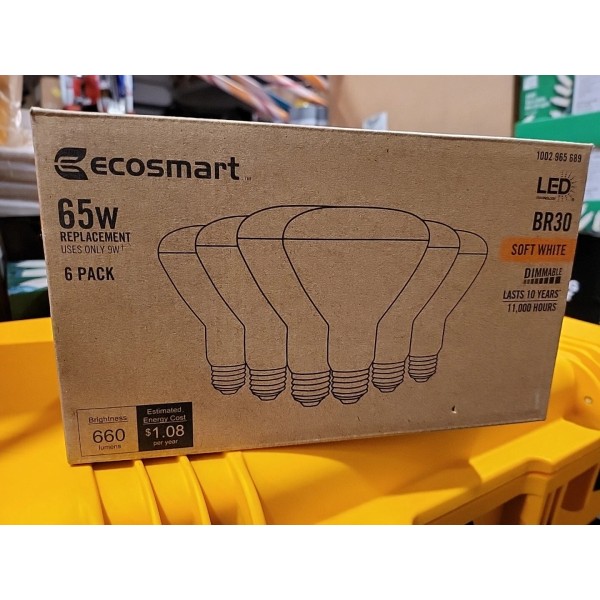 ecosmart
1002 965 689
65W
REPLACEMENT
USES ONLY 9W†
6 PACK
LED
BR30
SOFT WHITE
DIMMABLE
LASTS 10 YEARS
11,000 HOURS
Brightness
660
lumens
Estimated
Energy Cost
$1.08
per year